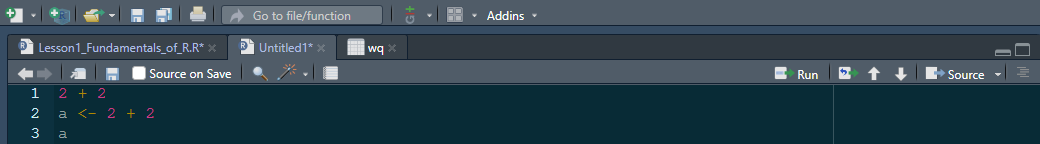 Go to file/function
Addins
Lesson1_Fundamentals_of_R.R*
Untitled1*
wq
Source on Save
Run
Source
1 2 + 2
2 a <- 2 + 2
3 a